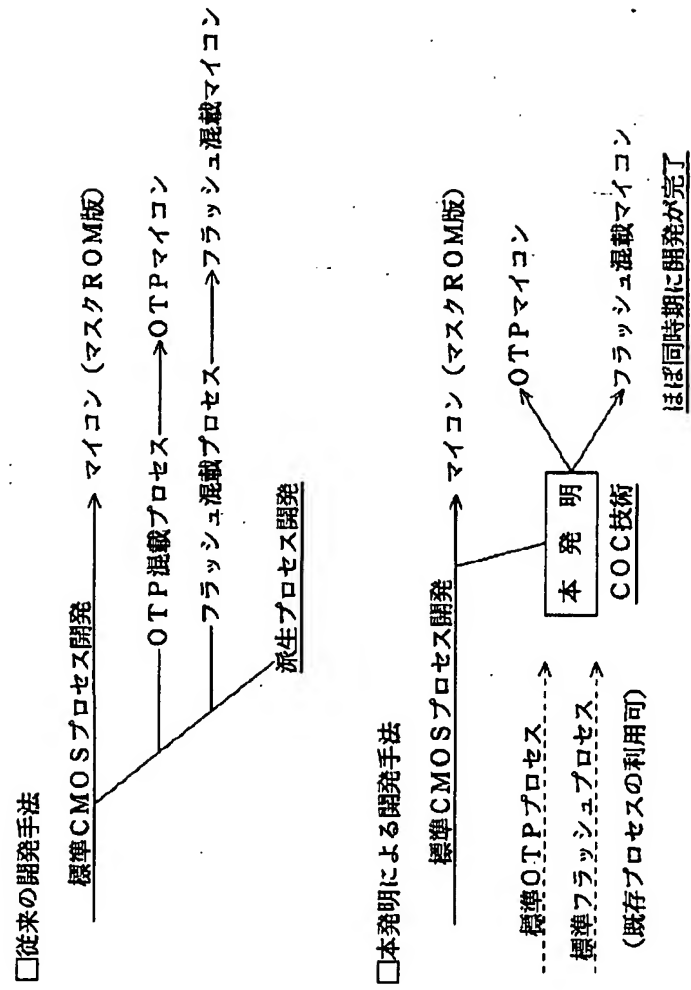 □従来の開発手法
標準CMOSプロセス開発
マイコン（マスクROM版）
OTP混載プロセス
OTPマイコン
フラッシュ混載プロセス
フラッシュ混載マイコン
派生プロセス開発
□本発明による開発手法
標準CMOSプロセス開発
マイコン（マスクROM版）
標準OTPプロセス
標準フラッシュプロセス
（既存プロセスの利用可）
本発明
COC技術
OTPマイコン
フラッシュ混載マイコン
ほぼ同時期に開発が完了